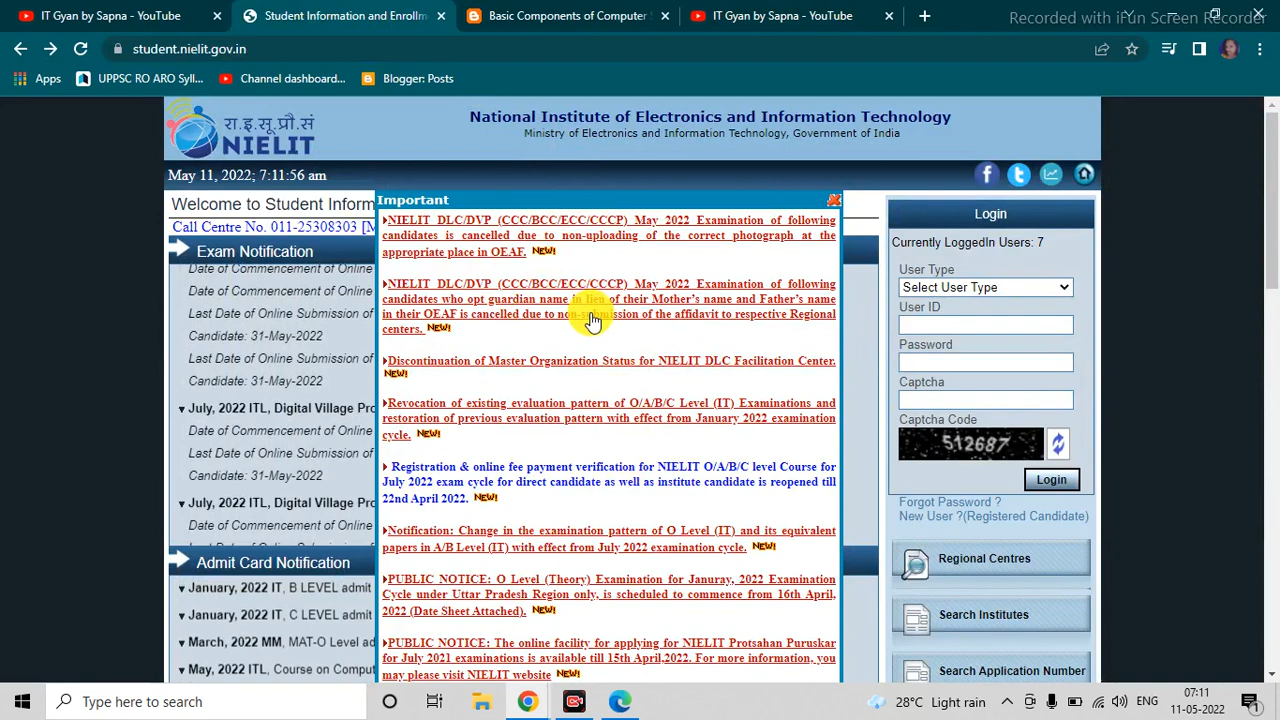 IT Gyan by Sapna - YouTube
Student Information and Enrollm
Basic Components of Computer S
IT Gyan by Sapna - YouTube
Recorded with iFun Screen Recorder
student.nielit.gov.in
Apps
UPPSC RO ARO Syll...
Channel dashboard...
Blogger: Posts
रा.इ.सू.प्रौ.सं
NIELIT
National Institute of Electronics and Information Technology
Ministry of Electronics and Information Technology, Government of India
May 11, 2022; 7:11:56 am
Welcome to Student Inform
Call Centre No. 011-25308303 [M
Exam Notification
Date of Commencement of Online
Date of Commencement of Online
Last Date of Online Submission
Last Date of Online Submission
Candidate: 31-May-2022
July, 2022 ITL, Digital Village Pro
Date of Commencement of Online
Last Date of Online Submission
Candidate: 31-May-2022
July, 2022 ITL, Digital Village Pro
Date of Commencement of Online
Admit Card Notification
January, 2022 IT, B LEVEL admit
January, 2022 IT, C LEVEL admit
March, 2022 MM, MAT-O Level ad
May, 2022 ITL, Course on Comput
Important
NIELIT DLC/DVP (CCC/BCC/ECC/CCCP) May 2022 Examination of following
candidates is cancelled due to non-uploading of the correct photograph at the
appropriate place in OEAF. NEW!
NIELIT DLC/DVP (CCC/BCC/ECC/CCCP) May 2022 Examination of following
candidates who opt guardian name in lieu of their Mother's name and Father's name
in their OEAF is cancelled due to non-submission of the affidavit to respective Regional
centers. NEW!
Discontinuation of Master Organization Status for NIELIT DLC Facilitation Center.
NEW!
Revocation of existing evaluation pattern of O/A/B/C Level (IT) Examinations and
restoration of previous evaluation pattern with effect from January 2022 examination
cycle. NEW!
Registration & online fee payment verification for NIELIT O/A/B/C level Course for
July 2022 exam cycle for direct candidate as well as institute candidate is reopened till
22nd April 2022. NEW!
Notification: Change in the examination pattern of O Level (IT) and its equivalent
papers in A/B Level (IT) with effect from July 2022 examination cycle. NEW!
PUBLIC NOTICE: O Level (Theory) Examination for Januray, 2022 Examination
Cycle under Uttar Pradesh Region only, is scheduled to commence from 16th April,
2022 (Date Sheet Attached). NEW!
PUBLIC NOTICE: The online facility for applying for NIELIT Protsahan Puruskar
for July 2021 examinations is available till 15th April,2022. For more information, you
may please visit NIELIT website NEW!
Login
Currently LoggedIn Users: 7
User Type
Select User Type
User ID
Password
Captcha
Captcha Code
512687
Login
Forgot Password ?
New User ?(Registered Candidate)
Regional Centres
Search Institutes
Search Application Number
Type here to search
28°C Light rain
ENG
07:11
11-05-2022
1